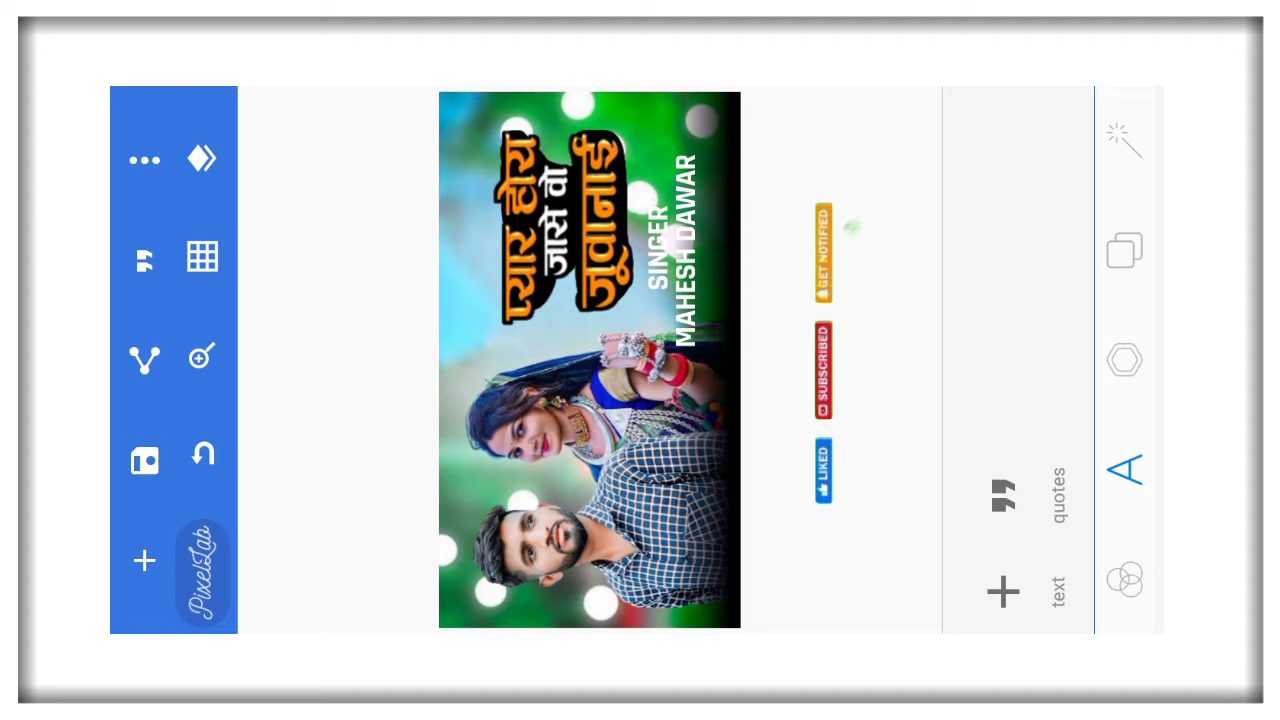 PixelLab
प्यार होय
जासे वो
जूवानाई
SINGER
MAHESH DAWAR
LIKED
SUBSCRIBED
GET NOTIFIED
text
quotes